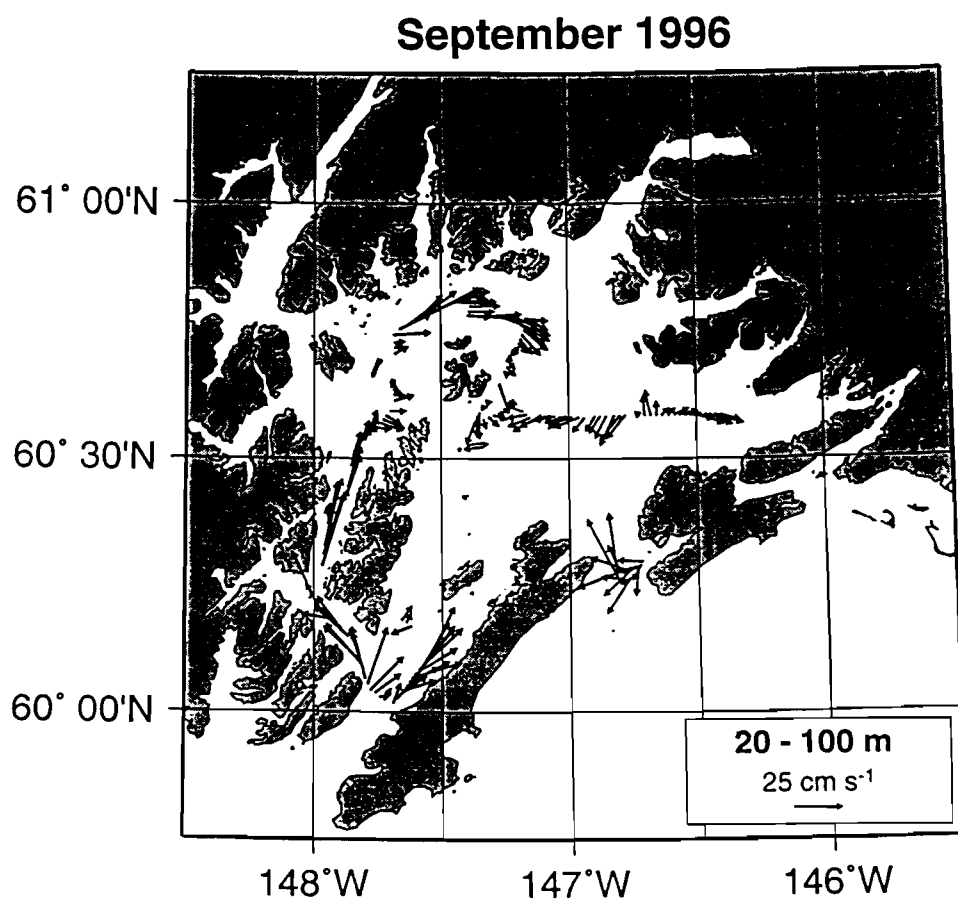 September 1996
61° 00'N
60° 30'N
60° 00'N
20 - 100 m
25 cm s⁻¹
148°W
147°W
146°W